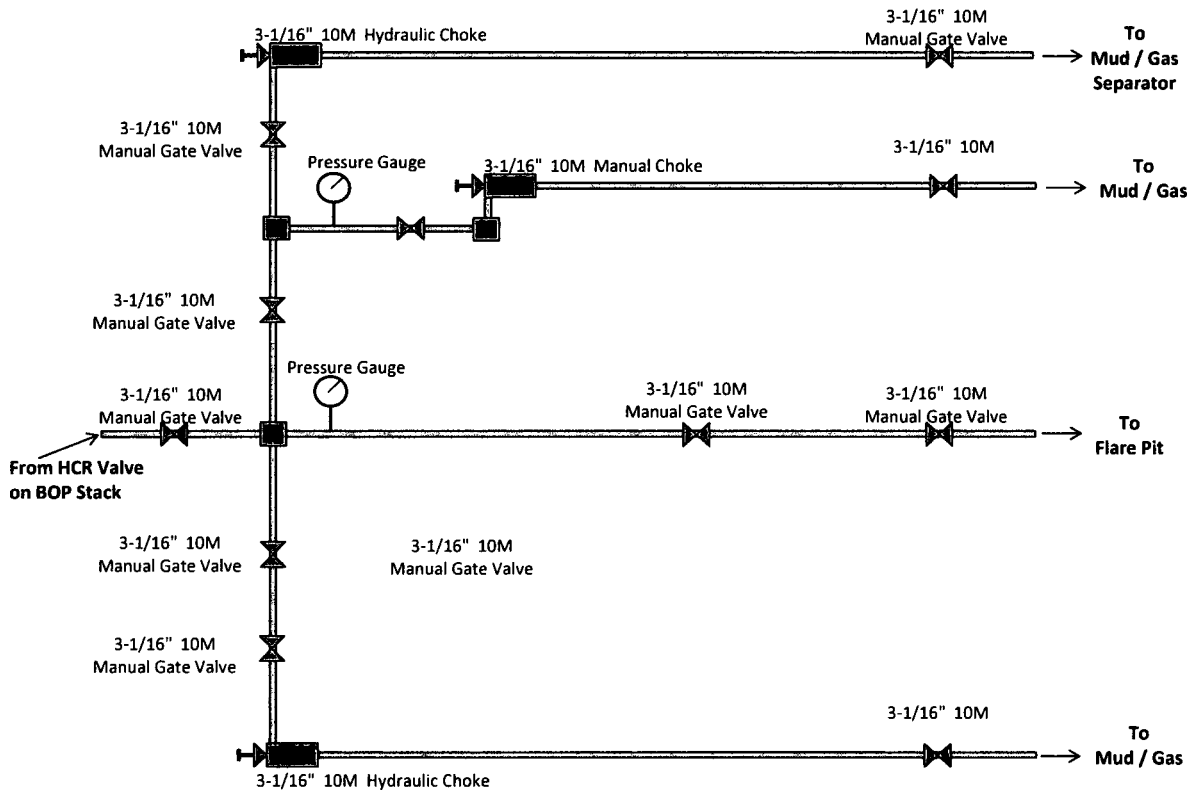 3-1/16" 10M Hydraulic Choke
3-1/16" 10M
Manual Gate Valve
To
Mud / Gas
Separator
3-1/16" 10M
Manual Gate Valve
Pressure Gauge
3-1/16" 10M Manual Choke
3-1/16" 10M
To
Mud / Gas
3-1/16" 10M
Manual Gate Valve
Pressure Gauge
3-1/16" 10M
Manual Gate Valve
3-1/16" 10M
Manual Gate Valve
3-1/16" 10M
Manual Gate Valve
To
Flare Pit
From HCR Valve
on BOP Stack
3-1/16" 10M
Manual Gate Valve
3-1/16" 10M
Manual Gate Valve
3-1/16" 10M
Manual Gate Valve
3-1/16" 10M
To
Mud / Gas
3-1/16" 10M Hydraulic Choke